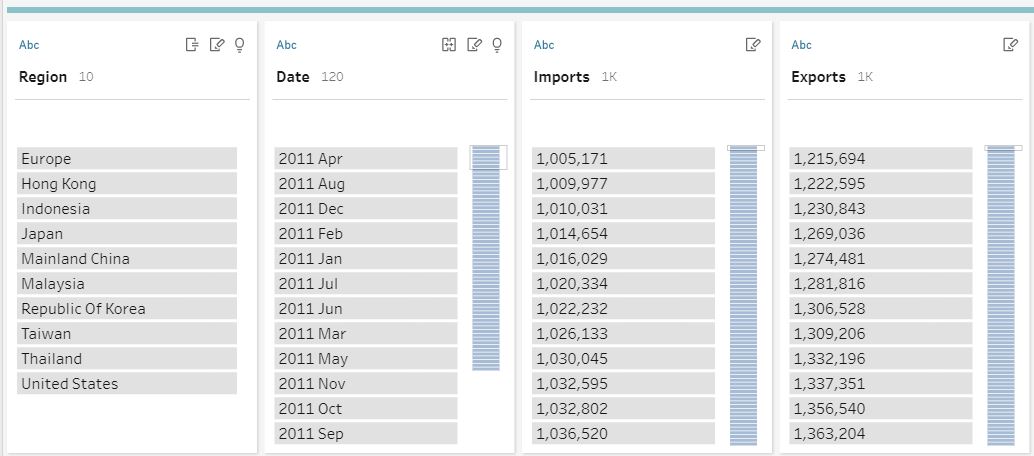 Abc
Region 10
Europe
Hong Kong
Indonesia
Japan
Mainland China
Malaysia
Republic Of Korea
Taiwan
Thailand
United States
Abc
Date 120
2011 Apr
2011 Aug
2011 Dec
2011 Feb
2011 Jan
2011 Jul
2011 Jun
2011 Mar
2011 May
2011 Nov
2011 Oct
2011 Sep
Abc
Imports 1K
1,005,171
1,009,977
1,010,031
1,014,654
1,016,029
1,020,334
1,022,232
1,026,133
1,030,045
1,032,595
1,032,802
1,036,520
Abc
Exports 1K
1,215,694
1,222,595
1,230,843
1,269,036
1,274,481
1,281,816
1,306,528
1,309,206
1,332,196
1,337,351
1,356,540
1,363,204